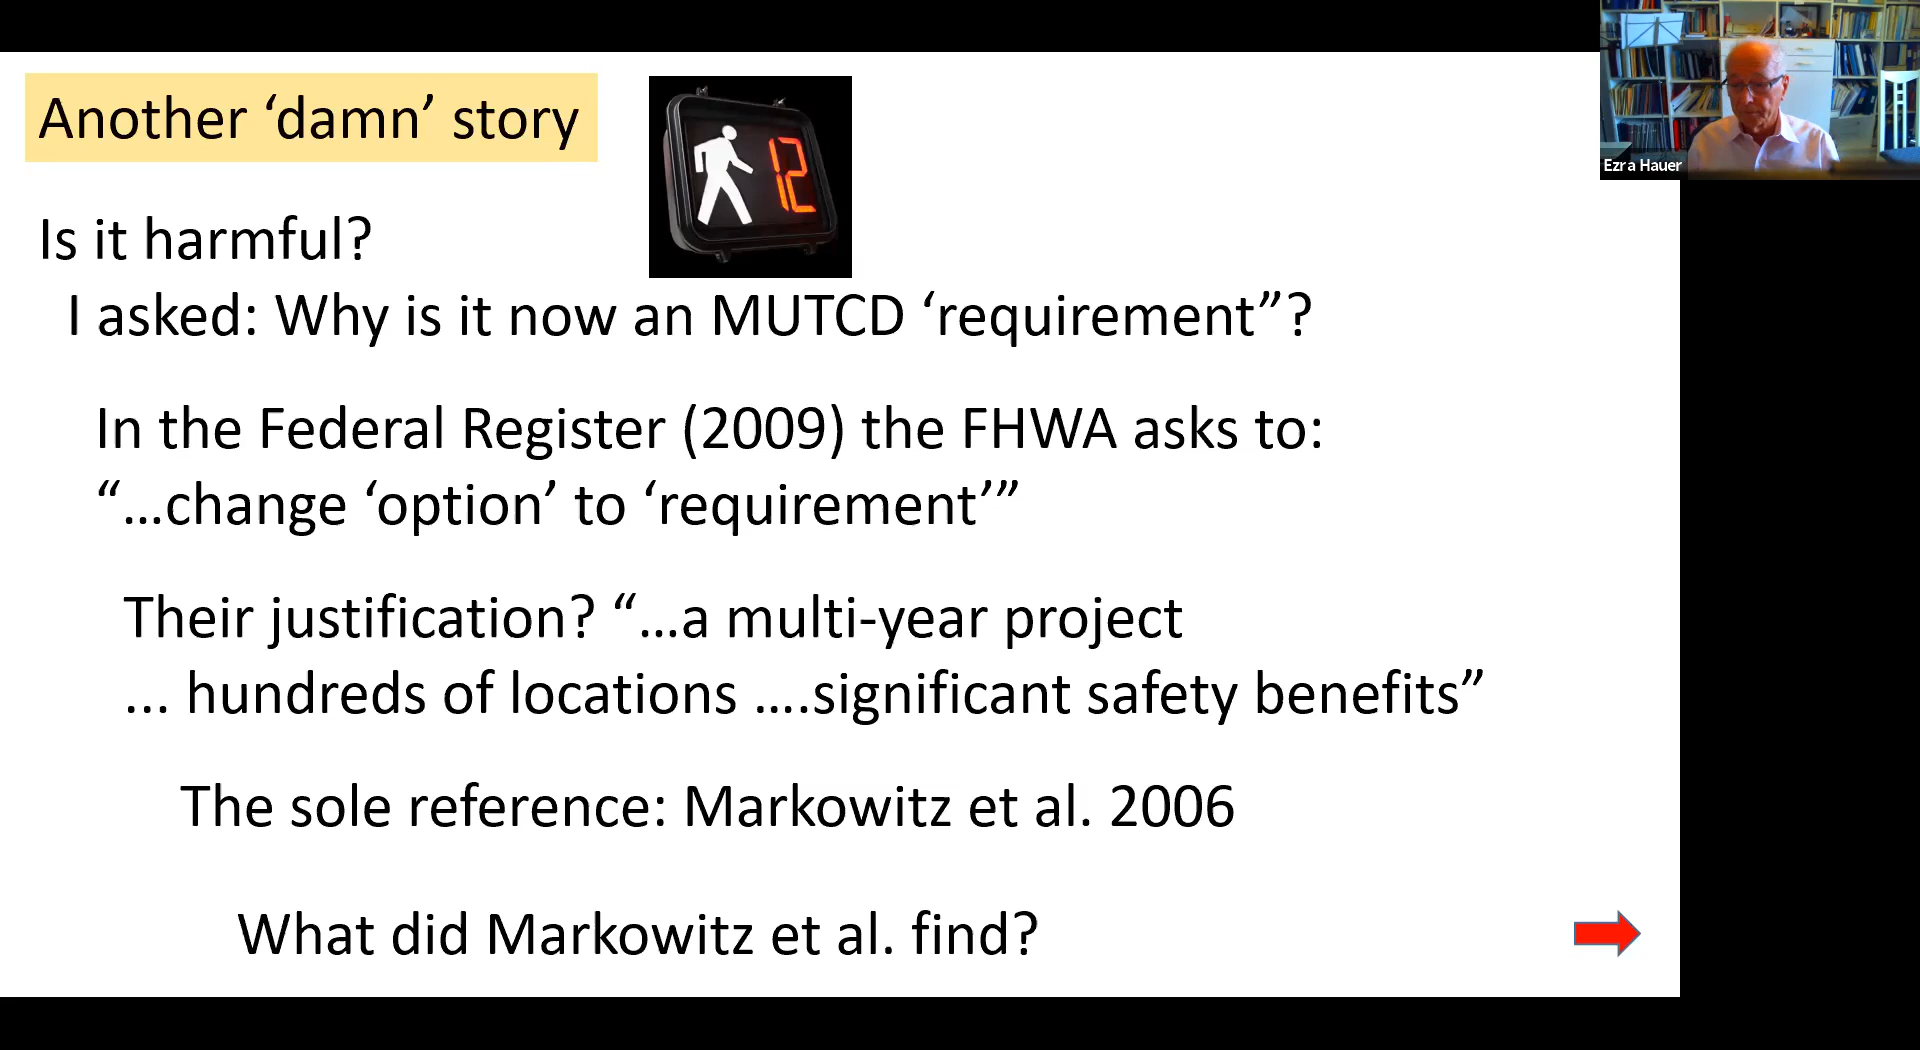 Another ‘damn’ story
12
Ezra Hauer
Is it harmful?
I asked: Why is it now an MUTCD ‘requirement”?
In the Federal Register (2009) the FHWA asks to:
“...change ‘option’ to ‘requirement’”
Their justification? “...a multi-year project
... hundreds of locations ....significant safety benefits”
The sole reference: Markowitz et al. 2006
What did Markowitz et al. find?